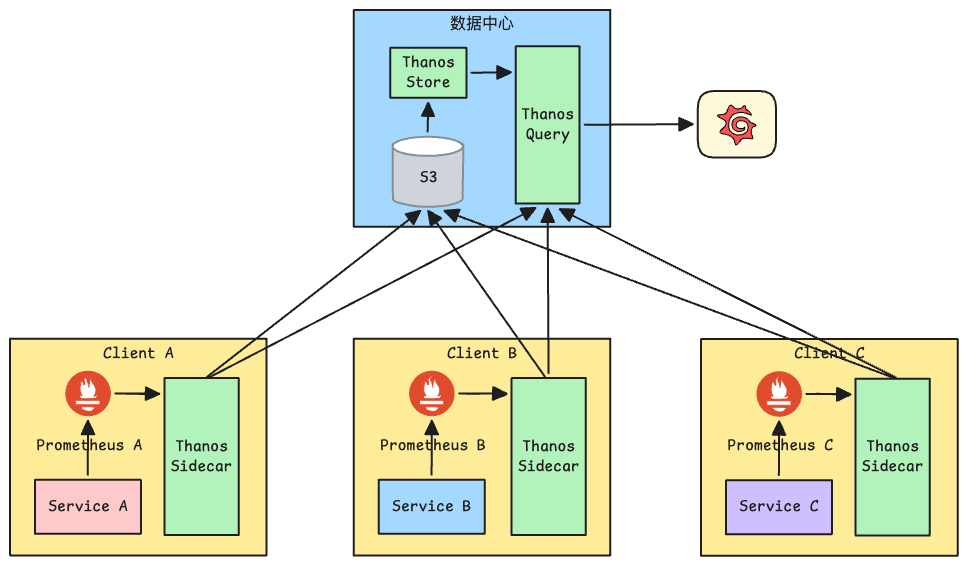 数据中心
Thanos
Store
Thanos
Query
S3
Client A
Prometheus A
Thanos
Sidecar
Service A
Client B
Prometheus B
Thanos
Sidecar
Service B
Client C
Prometheus C
Thanos
Sidecar
Service C